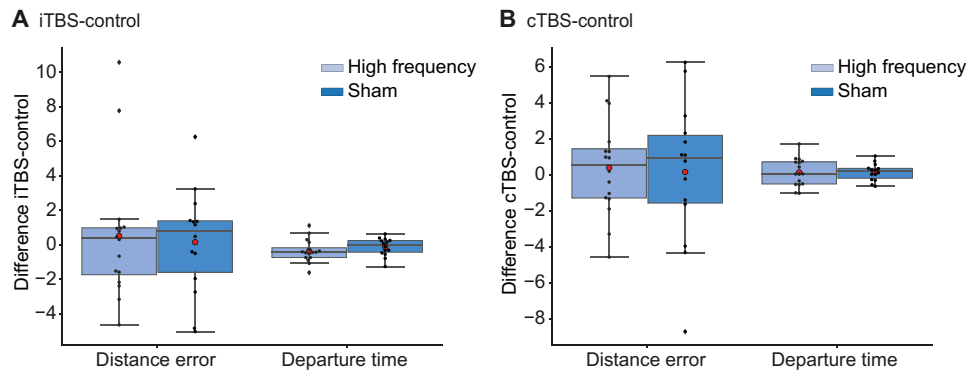 A iTBS-control
High frequency
Sham
Difference iTBS-control
10
8
6
4
2
0
−2
−4
Distance error
Departure time
B cTBS-control
High frequency
Sham
Difference cTBS-control
6
4
2
0
−2
−4
−6
−8
Distance error
Departure time